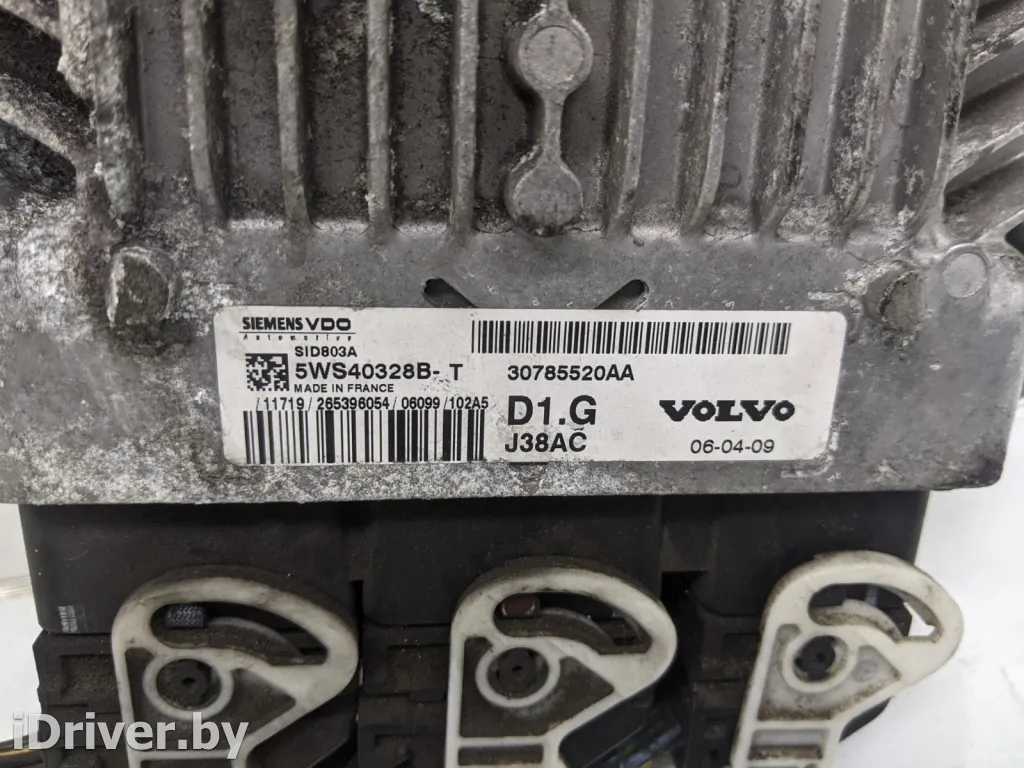 SIEMENS VDO
Automotive
SID803A
5WS40328B- T
MADE IN FRANCE
/11719/265396054/06099/102A5
30785520AA
D1.G
J38AC
VOLVO
06-04-09
iDriver.by